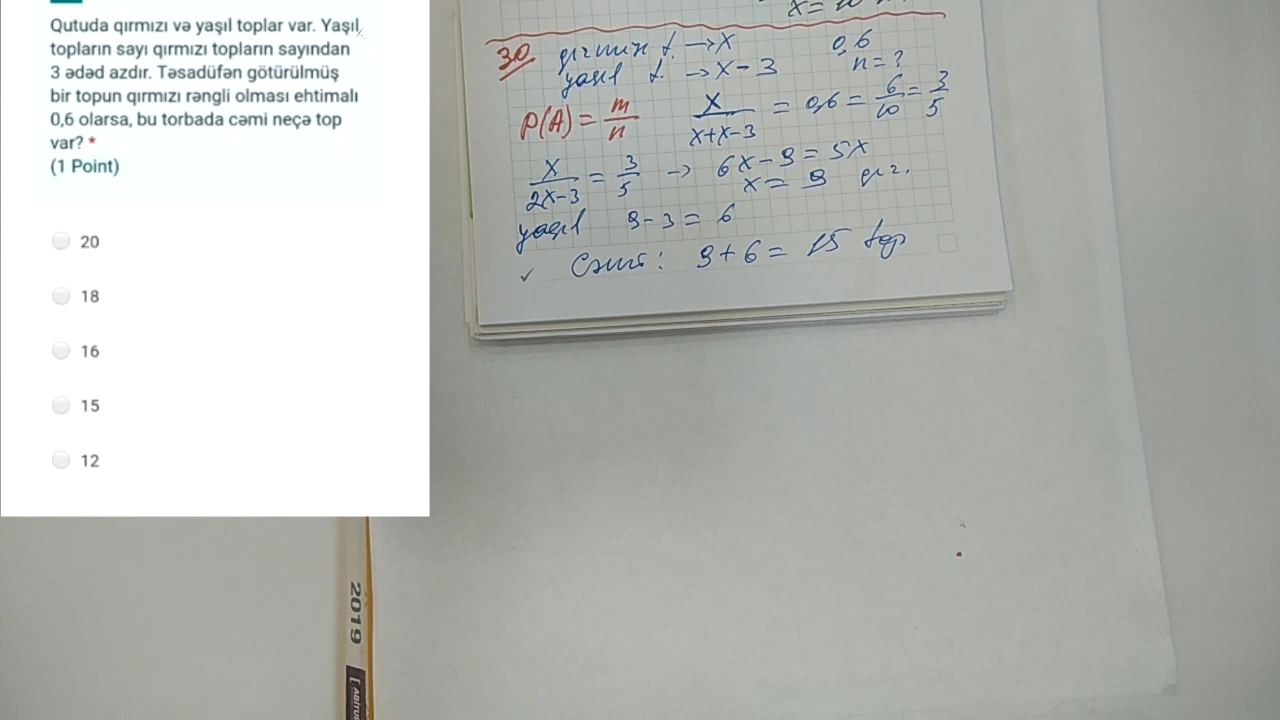 Qutuda qırmızı və yaşıl toplar var. Yaşıl
topların sayı qırmızı topların sayından
3 ədəd azdır. Təsadüfən götürülmüş
bir topun qırmızı rəngli olması ehtimalı
0,6 olarsa, bu torbada cəmi neçə top
var? *
(1 Point)
20
18
16
15
12
x=
30 qırmızı t. → x 0,6
yaşıl t. → x-3 n=?
P(A) = m/n x/(x+x-3) = 0,6 = 6/10 = 3/5
x/(2x-3) = 3/5 → 6x-9=5x
x = 9 qır.
yaşıl 9-3=6
✓ Cəmi: 9+6=15 top
2019